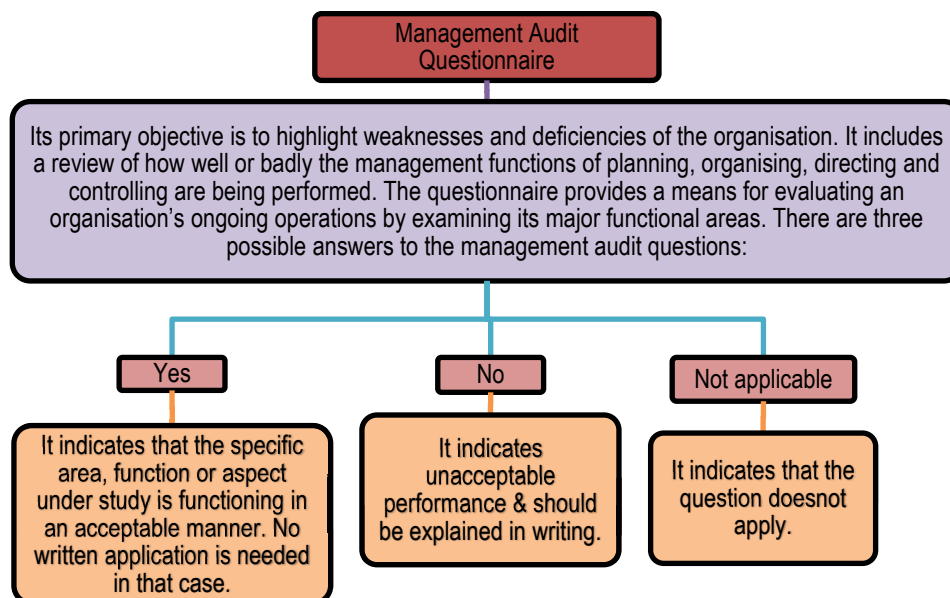 Management Audit
Questionnaire
Its primary objective is to highlight weaknesses and deficiencies of the organisation. It includes
a review of how well or badly the management functions of planning, organising, directing and
controlling are being performed. The questionnaire provides a means for evaluating an
organisation's ongoing operations by examining its major functional areas. There are three
possible answers to the management audit questions:
Yes
No
Not applicable
It indicates that the specific
area, function or aspect
under study is functioning in
an acceptable manner. No
written application is needed
in that case.
It indicates
unacceptable
performance & should
be explained in writing.
It indicates that the
question doesnot
apply.